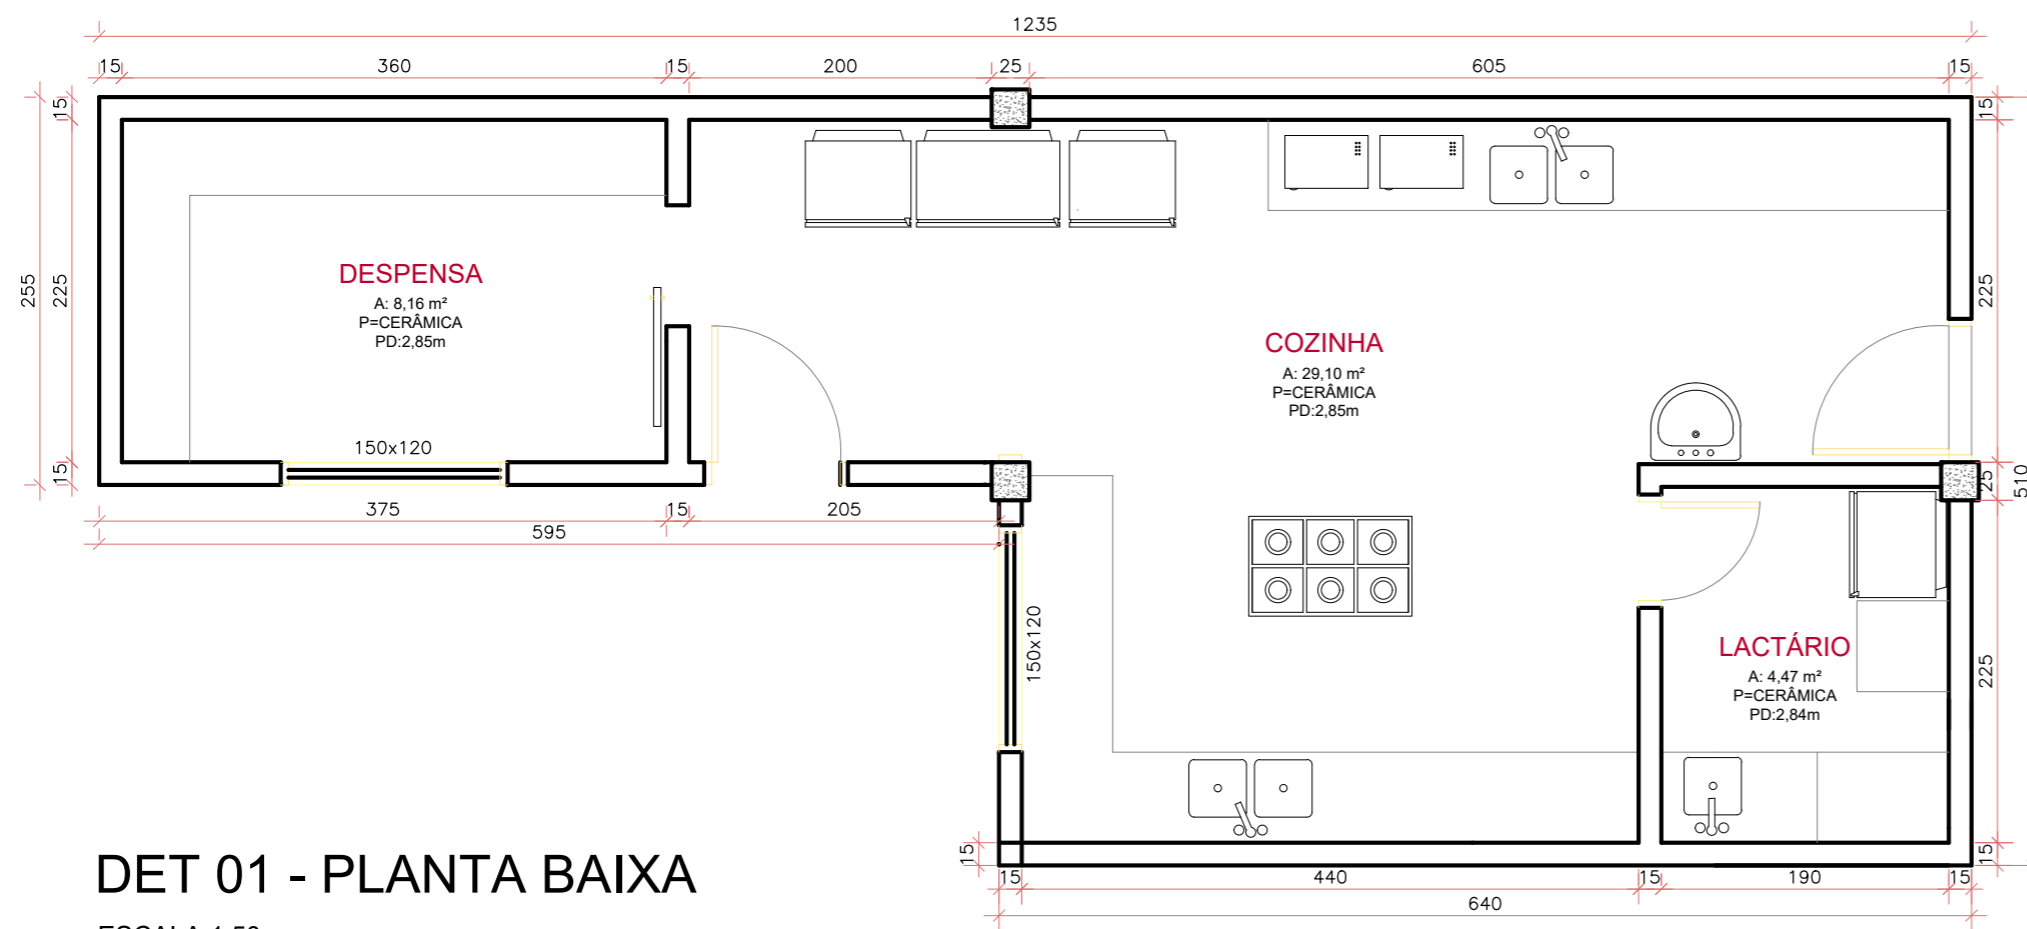 1235
15 360 15 200 25 605 15
15
15
DESPENSA
A: 8,16 m²
P=CERÂMICA
PD:2,85m
255
225
225
COZINHA
A: 29,10 m²
P=CERÂMICA
PD:2,85m
150x120
15
25
510
375 15 205
595
150x120
LACTÁRIO
A: 4,47 m²
P=CERÂMICA
PD:2,84m
225
DET 01 - PLANTA BAIXA
15
15
15 440 15 190 15
640